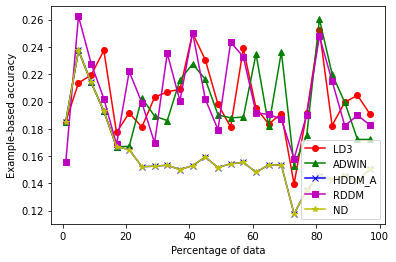 0.26
0.24
0.22
0.20
0.18
0.16
0.14
0.12
Example-based accuracy
0
20
40
60
80
100
Percentage of data
LD3
ADWIN
HDDM_A
RDDM
ND